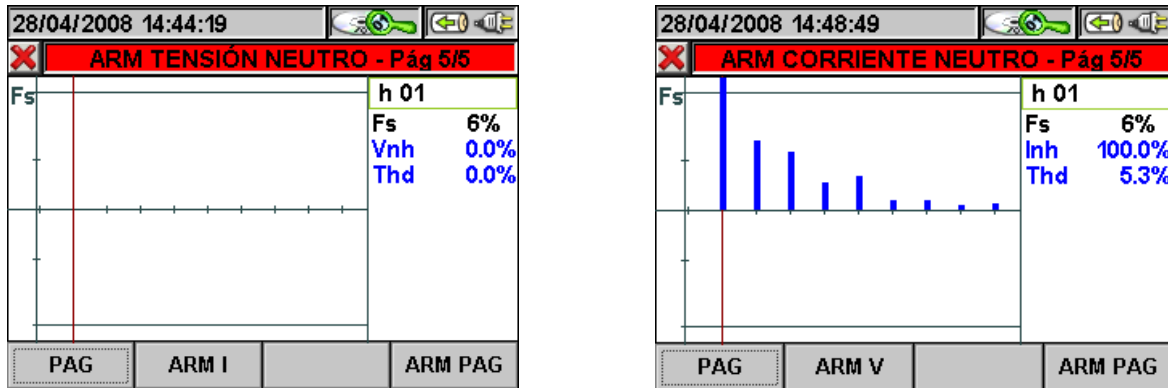 28/04/2008 14:44:19
ARM TENSIÓN NEUTRO - Pág 5/5
Fs
h 01
Fs 6%
Vnh 0.0%
Thd 0.0%
PAG ARM I ARM PAG
28/04/2008 14:48:49
ARM CORRIENTE NEUTRO - Pág 5/5
Fs
h 01
Fs 6%
Inh 100.0%
Thd 5.3%
PAG ARM V ARM PAG